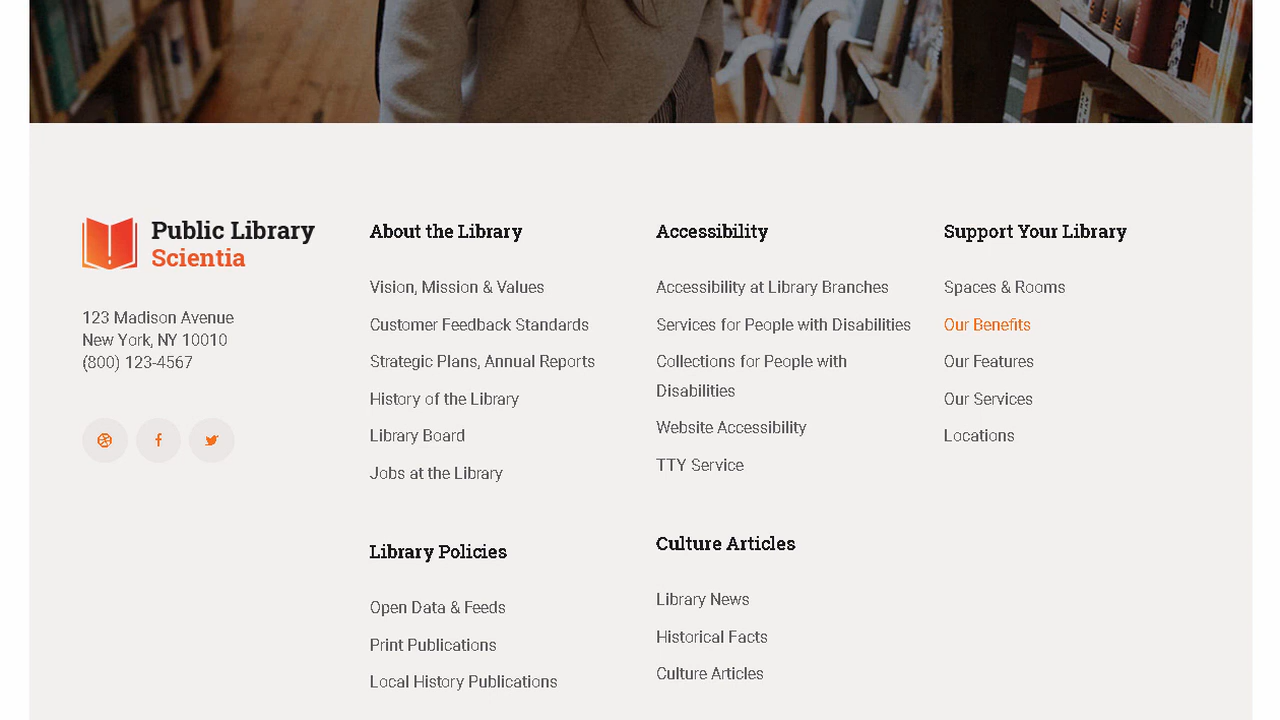 Public Library
Scientia
123 Madison Avenue
New York, NY 10010
(800) 123-4567
About the Library
Vision, Mission & Values
Customer Feedback Standards
Strategic Plans, Annual Reports
History of the Library
Library Board
Jobs at the Library
Library Policies
Open Data & Feeds
Print Publications
Local History Publications
Accessibility
Accessibility at Library Branches
Services for People with Disabilities
Collections for People with
Disabilities
Website Accessibility
TTY Service
Culture Articles
Library News
Historical Facts
Culture Articles
Support Your Library
Spaces & Rooms
Our Benefits
Our Features
Our Services
Locations